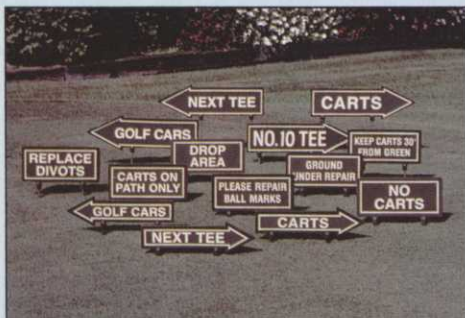 NEXT TEE
CARTS
GOLF CARS
NO.10 TEE
KEEP CARTS 30'
FROM GREEN
REPLACE
DIVOTS
DROP
AREA
GROUND
UNDER REPAIR
CARTS ON
PATH ONLY
PLEASE REPAIR
BALL MARKS
NO
CARTS
GOLF CARS
CARTS
NEXT TEE